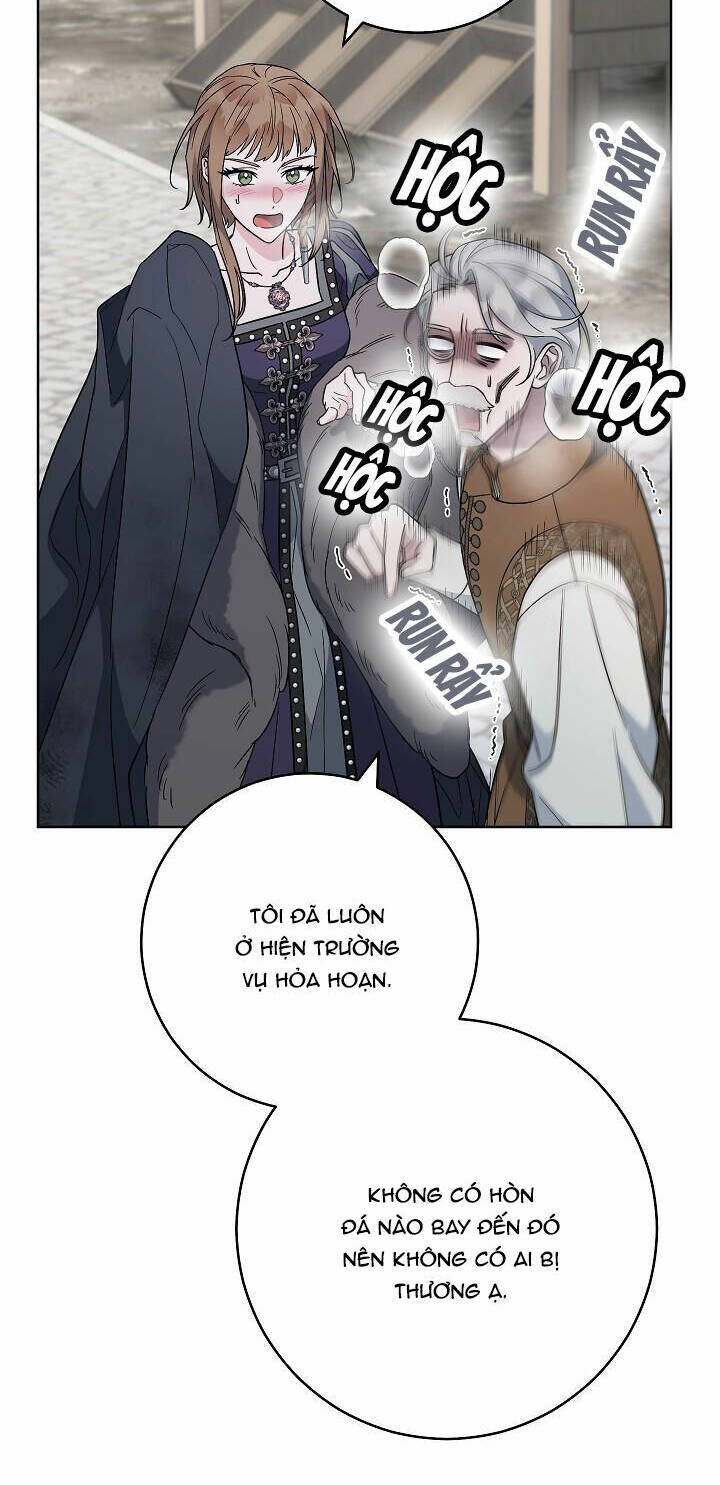 HỘC
RUN RẨY
HỘC
HỘC
HỘC
RUN RẨY
TÔI ĐÃ LUÔN
Ở HIỆN TRƯỜNG
VỤ HỎA HOẠN.
KHÔNG CÓ HÒN
ĐÁ NÀO BAY ĐẾN ĐÓ
NÊN KHÔNG CÓ AI BỊ
THƯƠNG Ạ.